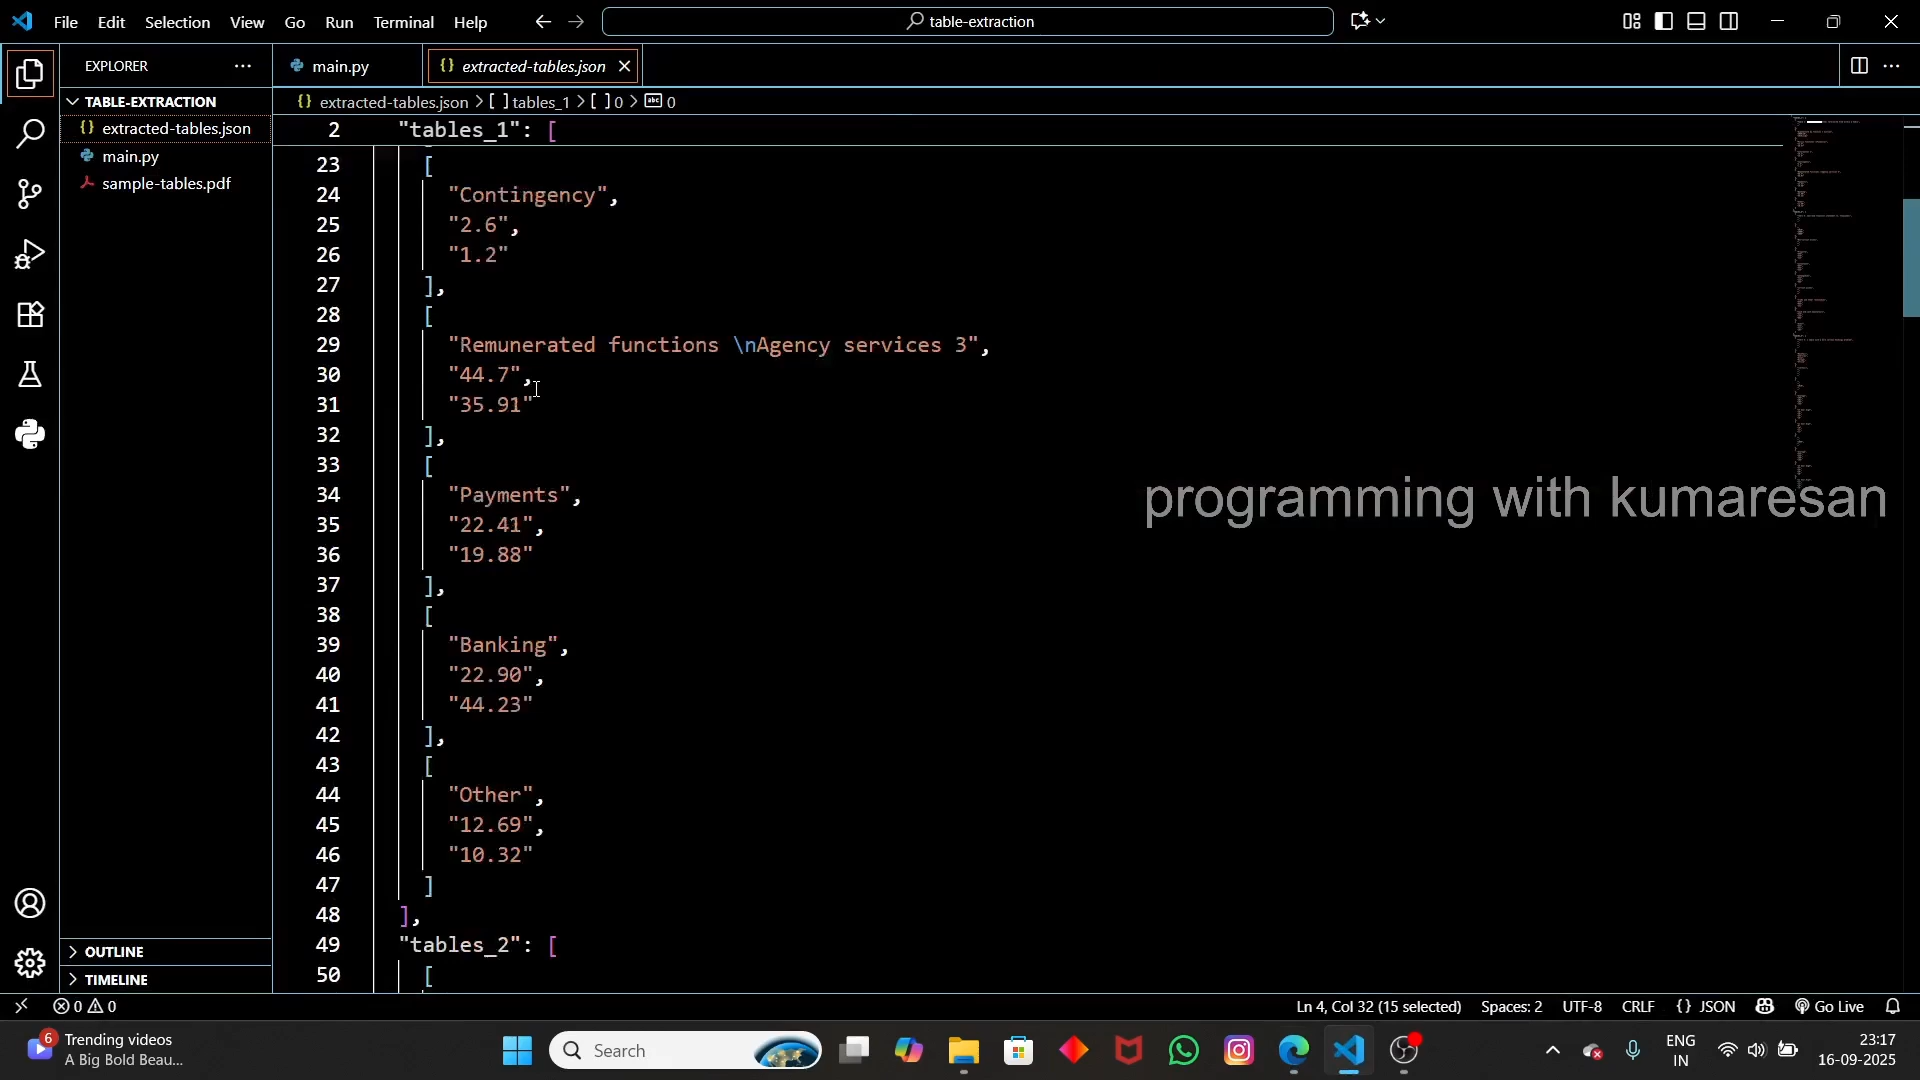 File Edit Selection View Go Run Terminal Help
table-extraction
EXPLORER
main.py
{} extracted-tables.json
TABLE-EXTRACTION
{} extracted-tables.json
main.py
sample-tables.pdf
{} extracted-tables.json > [ ] tables_1 > [ ] 0 > abc 0
2 "tables_1": [
23 [
24 "Contingency",
25 "2.6",
26 "1.2"
27 ],
28 [
29 "Remunerated functions \nAgency services 3",
30 "44.7",
31 "35.91"
32 ],
33 [
34 "Payments",
35 "22.41",
36 "19.88"
37 ],
38 [
39 "Banking",
40 "22.90",
41 "44.23"
42 ],
43 [
44 "Other",
45 "12.69",
46 "10.32"
47 ]
48 ],
49 "tables_2": [
50 [
programming with kumaresan
OUTLINE
TIMELINE
0 0
Ln 4, Col 32 (15 selected) Spaces: 2 UTF-8 CRLF {} JSON Go Live
6
Trending videos
A Big Bold Beau...
Search
ENG
IN
23:17
16-09-2025